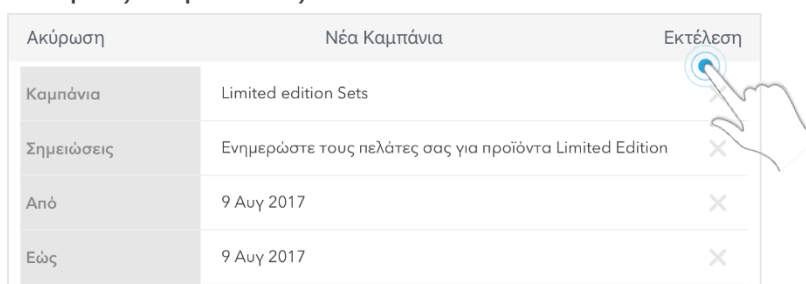 Ακύρωση Νέα Καμπάνια Εκτέλεση
Καμπάνια Limited edition Sets
Σημειώσεις Ενημερώστε τους πελάτες σας για προϊόντα Limited Edition
Από 9 Αυγ 2017
Εώς 9 Αυγ 2017